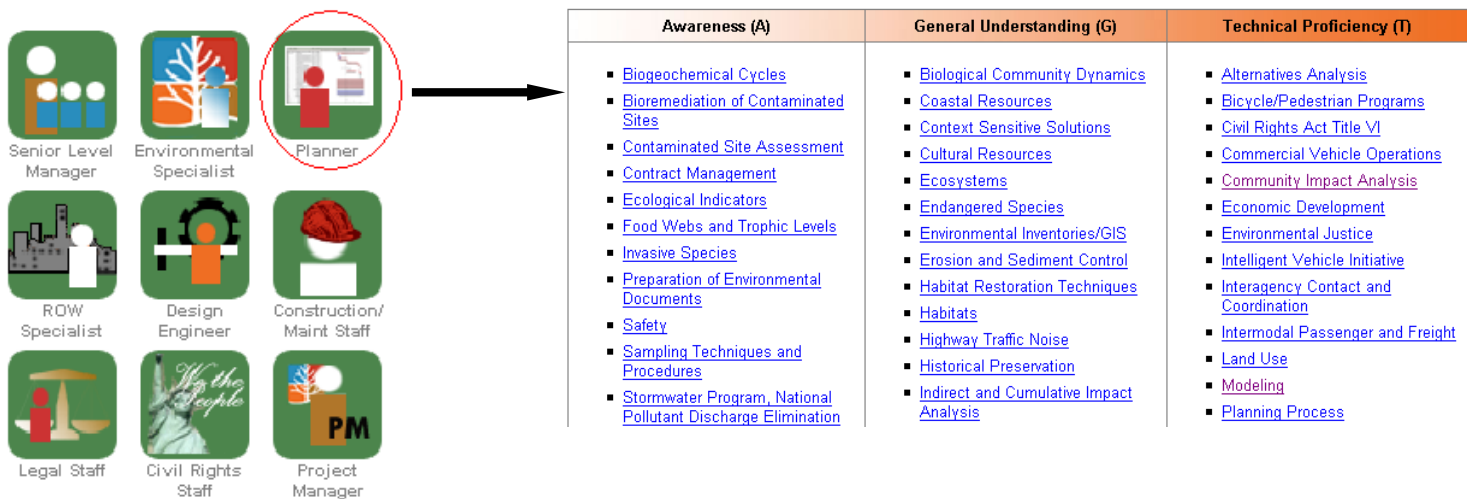 Senior Level
Manager
Environmental
Specialist
Planner
ROW
Specialist
Design
Engineer
Construction/
Maint Staff
Legal Staff
We the
People
Civil Rights
Staff
PM
Project
Manager
Awareness (A)
Biogeochemical Cycles
Bioremediation of Contaminated
Sites
Contaminated Site Assessment
Contract Management
Ecological Indicators
Food Webs and Trophic Levels
Invasive Species
Preparation of Environmental
Documents
Safety
Sampling Techniques and
Procedures
Stormwater Program, National
Pollutant Discharge Elimination
General Understanding (G)
Biological Community Dynamics
Coastal Resources
Context Sensitive Solutions
Cultural Resources
Ecosystems
Endangered Species
Environmental Inventories/GIS
Erosion and Sediment Control
Habitat Restoration Techniques
Habitats
Highway Traffic Noise
Historical Preservation
Indirect and Cumulative Impact
Analysis
Technical Proficiency (T)
Alternatives Analysis
Bicycle/Pedestrian Programs
Civil Rights Act Title VI
Commercial Vehicle Operations
Community Impact Analysis
Economic Development
Environmental Justice
Intelligent Vehicle Initiative
Interagency Contact and
Coordination
Intermodal Passenger and Freight
Land Use
Modeling
Planning Process